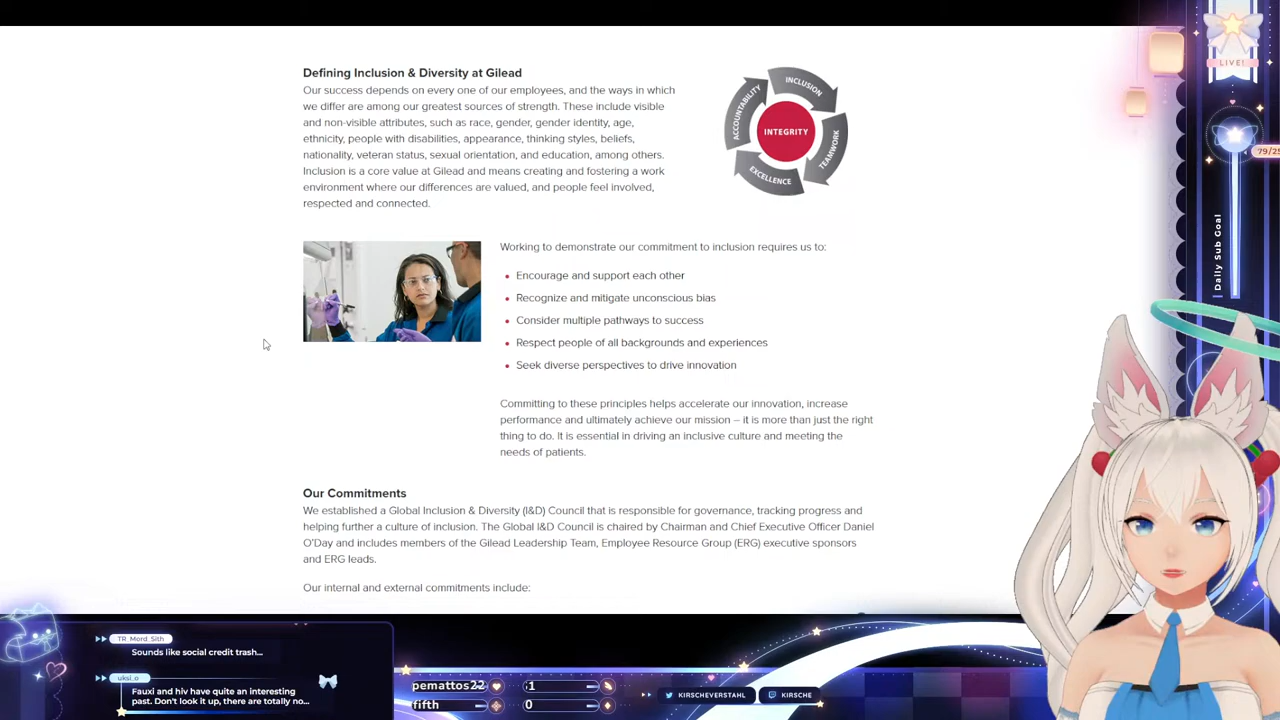 Defining Inclusion & Diversity at Gilead
Our success depends on every one of our employees, and the ways in which
we differ are among our greatest sources of strength. These include visible
and non-visible attributes, such as race, gender, gender identity, age,
ethnicity, people with disabilities, appearance, thinking styles, beliefs,
nationality, veteran status, sexual orientation, and education, among others.
Inclusion is a core value at Gilead and means creating and fostering a work
environment where our differences are valued, and people feel involved,
respected and connected.
INCLUSION
TEAMWORK
EXCELLENCE
ACCOUNTABILITY
INTEGRITY
Working to demonstrate our commitment to inclusion requires us to:
• Encourage and support each other
• Recognize and mitigate unconscious bias
• Consider multiple pathways to success
• Respect people of all backgrounds and experiences
• Seek diverse perspectives to drive innovation
Committing to these principles helps accelerate our innovation, increase
performance and ultimately achieve our mission – it is more than just the right
thing to do. It is essential in driving an inclusive culture and meeting the
needs of patients.
Our Commitments
We established a Global Inclusion & Diversity (I&D) Council that is responsible for governance, tracking progress and
helping further a culture of inclusion. The Global I&D Council is chaired by Chairman and Chief Executive Officer Daniel
O'Day and includes members of the Gilead Leadership Team, Employee Resource Group (ERG) executive sponsors
and ERG leads.
Our internal and external commitments include:
LIVE!
79/25
Daily Sub Goal
TR_Mord_Sith
Sounds like social credit trash...
uksi_o
Fauxi and hiv have quite an interesting
past. Don't look it up, there are totally no...
pemattos22
1
fifth
0
KIRSCHEVERSTAHL
KIRSCHE